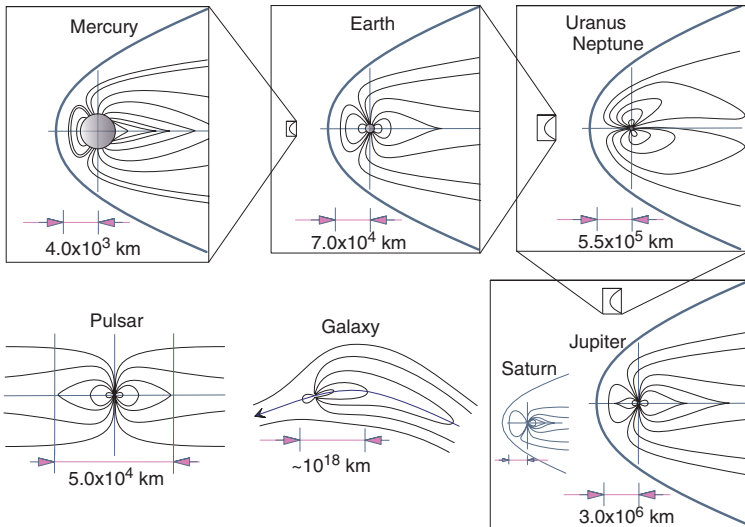 Mercury
4.0x10³ km
Earth
7.0x10⁴ km
Uranus
Neptune
5.5x10⁵ km
Pulsar
5.0x10⁴ km
Galaxy
~10¹⁸ km
Saturn
Jupiter
3.0x10⁶ km